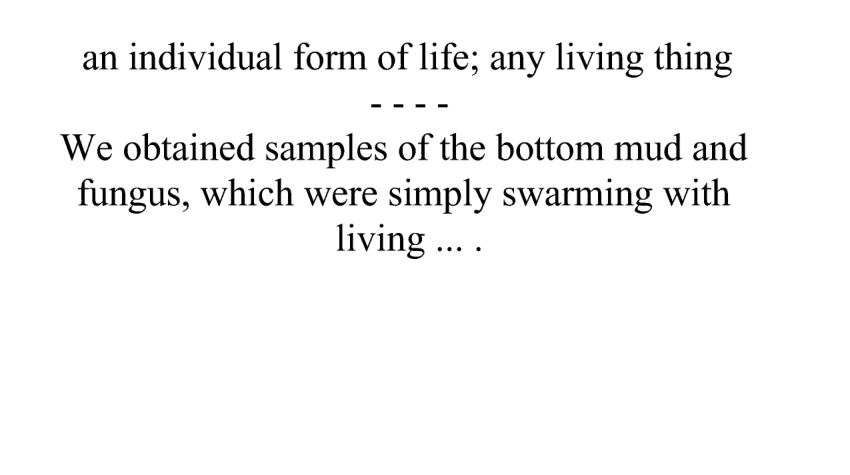 an individual form of life; any living thing
- - - -
We obtained samples of the bottom mud and
fungus, which were simply swarming with
living ... .